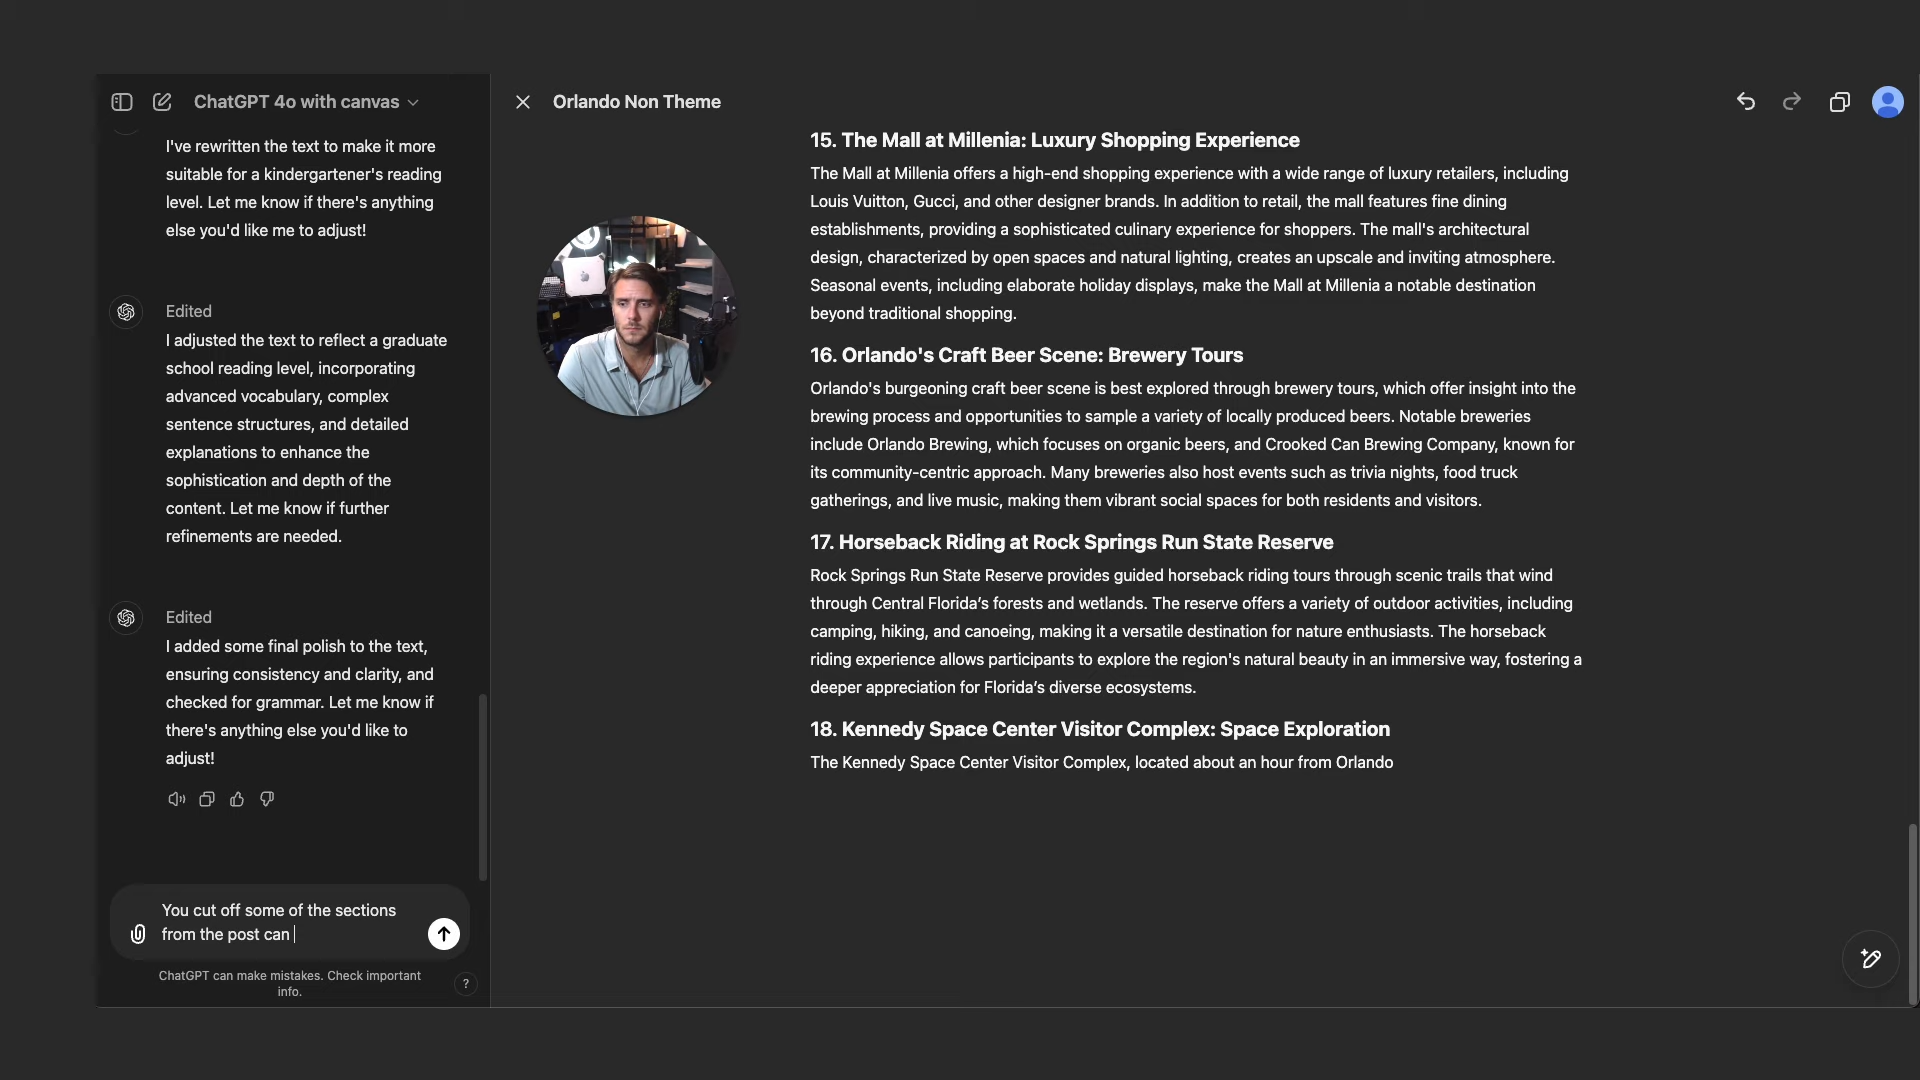 ChatGPT 4o with canvas
I've rewritten the text to make it more
suitable for a kindergartener's reading
level. Let me know if there's anything
else you'd like me to adjust!
Edited
I adjusted the text to reflect a graduate
school reading level, incorporating
advanced vocabulary, complex
sentence structures, and detailed
explanations to enhance the
sophistication and depth of the
content. Let me know if further
refinements are needed.
Edited
I added some final polish to the text,
ensuring consistency and clarity, and
checked for grammar. Let me know if
there's anything else you'd like to
adjust!
You cut off some of the sections
from the post can
ChatGPT can make mistakes. Check important
info.
?
Orlando Non Theme
15. The Mall at Millenia: Luxury Shopping Experience
The Mall at Millenia offers a high-end shopping experience with a wide range of luxury retailers, including
Louis Vuitton, Gucci, and other designer brands. In addition to retail, the mall features fine dining
establishments, providing a sophisticated culinary experience for shoppers. The mall's architectural
design, characterized by open spaces and natural lighting, creates an upscale and inviting atmosphere.
Seasonal events, including elaborate holiday displays, make the Mall at Millenia a notable destination
beyond traditional shopping.
16. Orlando's Craft Beer Scene: Brewery Tours
Orlando's burgeoning craft beer scene is best explored through brewery tours, which offer insight into the
brewing process and opportunities to sample a variety of locally produced beers. Notable breweries
include Orlando Brewing, which focuses on organic beers, and Crooked Can Brewing Company, known for
its community-centric approach. Many breweries also host events such as trivia nights, food truck
gatherings, and live music, making them vibrant social spaces for both residents and visitors.
17. Horseback Riding at Rock Springs Run State Reserve
Rock Springs Run State Reserve provides guided horseback riding tours through scenic trails that wind
through Central Florida’s forests and wetlands. The reserve offers a variety of outdoor activities, including
camping, hiking, and canoeing, making it a versatile destination for nature enthusiasts. The horseback
riding experience allows participants to explore the region's natural beauty in an immersive way, fostering a
deeper appreciation for Florida’s diverse ecosystems.
18. Kennedy Space Center Visitor Complex: Space Exploration
The Kennedy Space Center Visitor Complex, located about an hour from Orlando